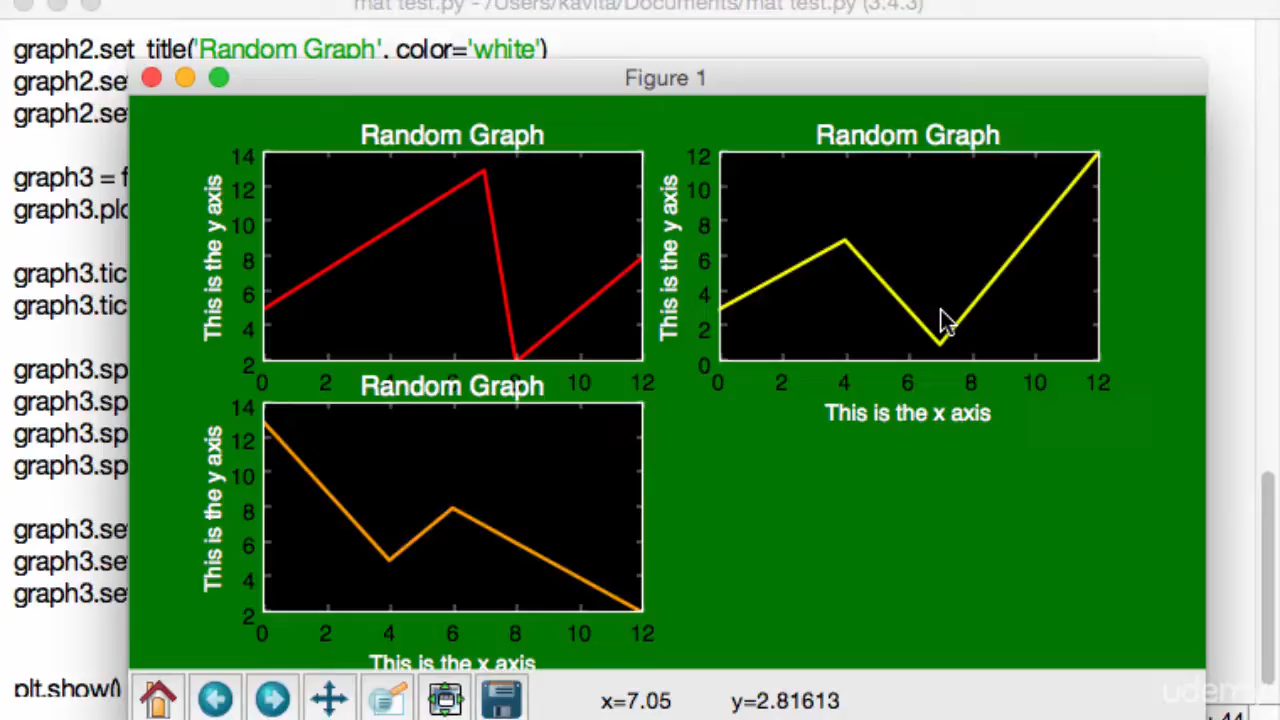 mat test.py - /Users/kavita/Documents/mat test.py (3.4.3)
graph2.set_title('Random Graph', color='white')
graph2.se
graph2.set
graph3 = f
graph3.plo
graph3.tic
graph3.tic
graph3.sp
graph3.sp
graph3.sp
graph3.sp
graph3.se
graph3.set
graph3.se
plt.show()
Figure 1
Random Graph
This is the y axis
14
12
10
8
6
4
2
0 2 8 10 12
Random Graph
This is the y axis
12
10
8
6
4
2
0
0 2 4 6 8 10 12
This is the x axis
Random Graph
This is the y axis
14
12
10
8
6
4
2
0 2 4 6 8 10 12
This is the x axis
x=7.05 y=2.81613
udemy
: 44